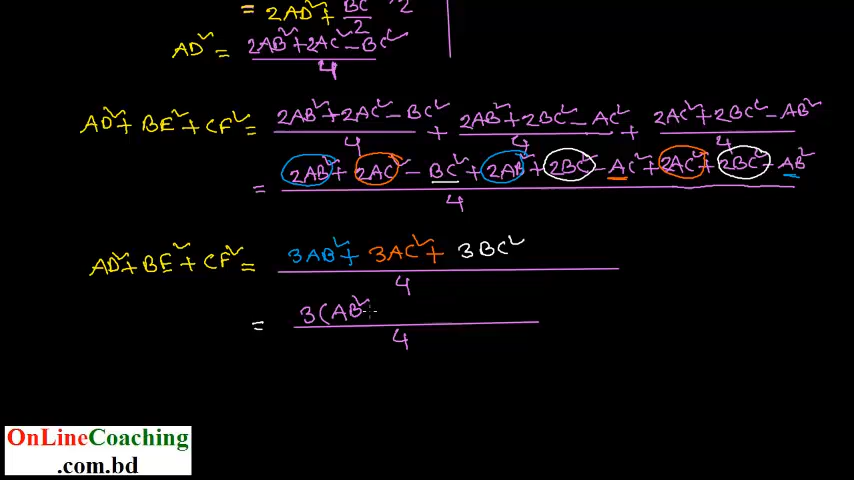 = 2AD² + BC²/2
AD² = (2AB² + 2AC² - BC²)/4
AD² + BE² + CF² = (2AB² + 2AC² - BC²)/4 + (2AB² + 2BC² - AC²)/4 + (2AC² + 2BC² - AB²)/4
= (2AB² + 2AC² - BC² + 2AB² + 2BC² - AC² + 2AC² + 2BC² - AB²)/4
AD² + BE² + CF² = (3AB² + 3AC² + 3BC²)/4
= 3(AB²/4
OnLineCoaching
.com.bd